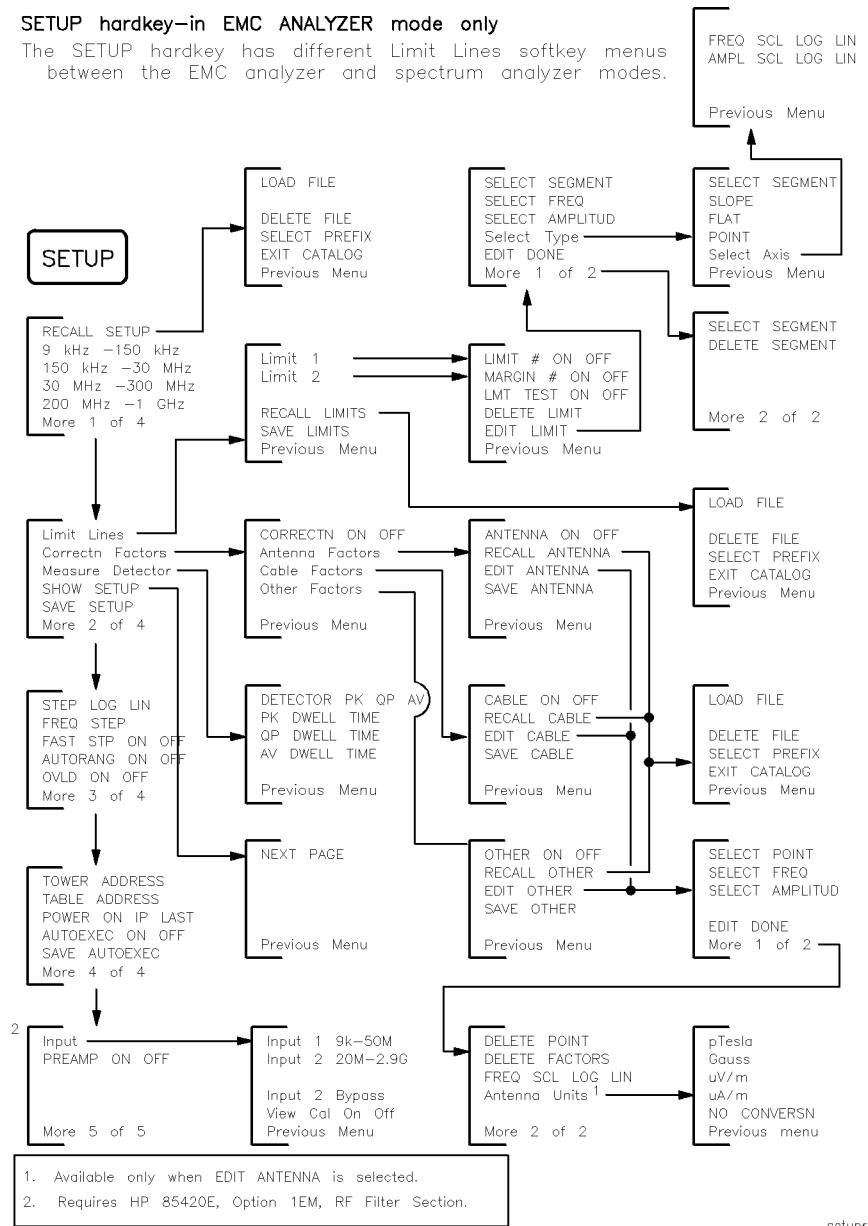 SETUP hardkey-in EMC ANALYZER mode only
The SETUP hardkey has different Limit Lines softkey menus
between the EMC analyzer and spectrum analyzer modes.
FREQ SCL LOG LIN
AMPL SCL LOG LIN
Previous Menu
SETUP
LOAD FILE
DELETE FILE
SELECT PREFIX
EXIT CATALOG
Previous Menu
SELECT SEGMENT
SELECT FREQ
SELECT AMPLITUD
Select Type
EDIT DONE
More 1 of 2
SELECT SEGMENT
SLOPE
FLAT
POINT
Select Axis
Previous Menu
RECALL SETUP
9 kHz -150 kHz
150 kHz -30 MHz
30 MHz -300 MHz
200 MHz -1 GHz
More 1 of 4
Limit 1
Limit 2
RECALL LIMITS
SAVE LIMITS
Previous Menu
LIMIT # ON OFF
MARGIN # ON OFF
LMT TEST ON OFF
DELETE LIMIT
EDIT LIMIT
Previous Menu
SELECT SEGMENT
DELETE SEGMENT
More 2 of 2
LOAD FILE
DELETE FILE
SELECT PREFIX
EXIT CATALOG
Previous Menu
Limit Lines
Correctn Factors
Measure Detector
SHOW SETUP
SAVE SETUP
More 2 of 4
CORRECTN ON OFF
Antenna Factors
Cable Factors
Other Factors
Previous Menu
ANTENNA ON OFF
RECALL ANTENNA
EDIT ANTENNA
SAVE ANTENNA
Previous Menu
STEP LOG LIN
FREQ STEP
FAST STP ON OFF
AUTORANG ON OFF
OVLD ON OFF
More 3 of 4
DETECTOR PK QP AV
PK DWELL TIME
QP DWELL TIME
AV DWELL TIME
Previous Menu
CABLE ON OFF
RECALL CABLE
EDIT CABLE
SAVE CABLE
Previous Menu
LOAD FILE
DELETE FILE
SELECT PREFIX
EXIT CATALOG
Previous Menu
TOWER ADDRESS
TABLE ADDRESS
POWER ON IP LAST
AUTOEXEC ON OFF
SAVE AUTOEXEC
More 4 of 4
NEXT PAGE
Previous Menu
OTHER ON OFF
RECALL OTHER
EDIT OTHER
SAVE OTHER
Previous Menu
SELECT POINT
SELECT FREQ
SELECT AMPLITUD
EDIT DONE
More 1 of 2
2
Input
PREAMP ON OFF
More 5 of 5
Input 1 9k-50M
Input 2 20M-2.9G
Input 2 Bypass
View Cal On Off
Previous Menu
DELETE POINT
DELETE FACTORS
FREQ SCL LOG LIN
Antenna Units 1
More 2 of 2
pTesla
Gauss
uV/m
uA/m
NO CONVERSN
Previous menu
1. Available only when EDIT ANTENNA is selected.
2. Requires HP 85420E, Option 1EM, RF Filter Section.